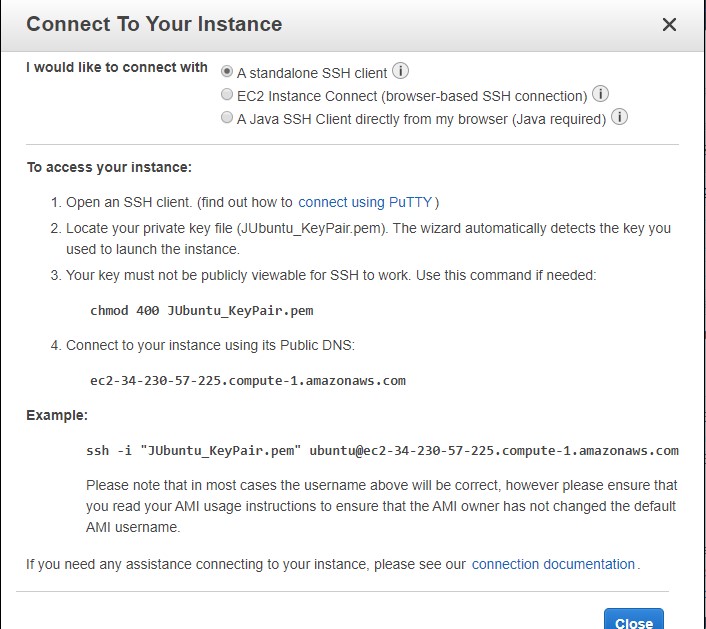 Connect To Your Instance
I would like to connect with
A standalone SSH client
EC2 Instance Connect (browser-based SSH connection)
A Java SSH Client directly from my browser (Java required)
To access your instance:
1. Open an SSH client. (find out how to connect using PuTTY)
2. Locate your private key file (JUbuntu_KeyPair.pem). The wizard automatically detects the key you
used to launch the instance.
3. Your key must not be publicly viewable for SSH to work. Use this command if needed:
chmod 400 JUbuntu_KeyPair.pem
4. Connect to your instance using its Public DNS:
ec2-34-230-57-225.compute-1.amazonaws.com
Example:
ssh -i "JUbuntu_KeyPair.pem" ubuntu@ec2-34-230-57-225.compute-1.amazonaws.com
Please note that in most cases the username above will be correct, however please ensure that
you read your AMI usage instructions to ensure that the AMI owner has not changed the default
AMI username.
If you need any assistance connecting to your instance, please see our connection documentation.
Close